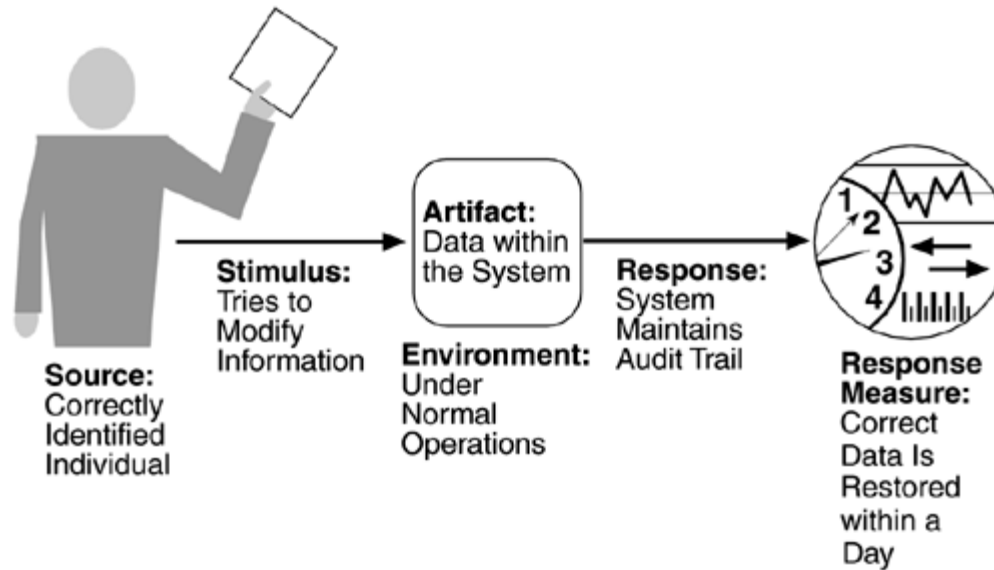 Source:
Correctly
Identified
Individual
Stimulus:
Tries to
Modify
Information
Artifact:
Data within
the System
Environment:
Under
Normal
Operations
Response:
System
Maintains
Audit Trail
1
2
3
4
Response
Measure:
Correct
Data Is
Restored
within a
Day